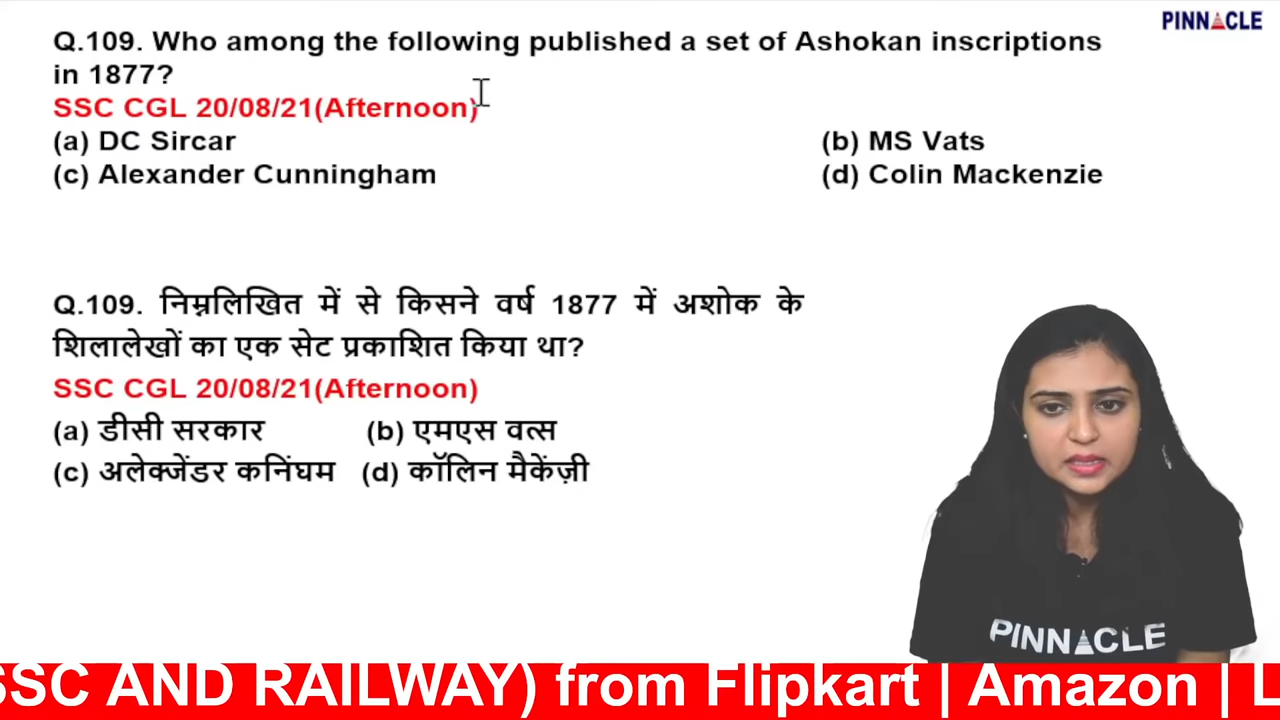 PINNACLE
Q.109. Who among the following published a set of Ashokan inscriptions
in 1877?
SSC CGL 20/08/21(Afternoon)
(a) DC Sircar (b) MS Vats
(c) Alexander Cunningham (d) Colin Mackenzie
Q.109. निम्नलिखित में से किसने वर्ष 1877 में अशोक के
शिलालेखों का एक सेट प्रकाशित किया था?
SSC CGL 20/08/21(Afternoon)
(a) डीसी सरकार (b) एमएस वत्स
(c) अलेक्जेंडर कनिंघम (d) कॉलिन मैकेंज़ी
PINNACLE
SSC AND RAILWAY) from Flipkart | Amazon | L